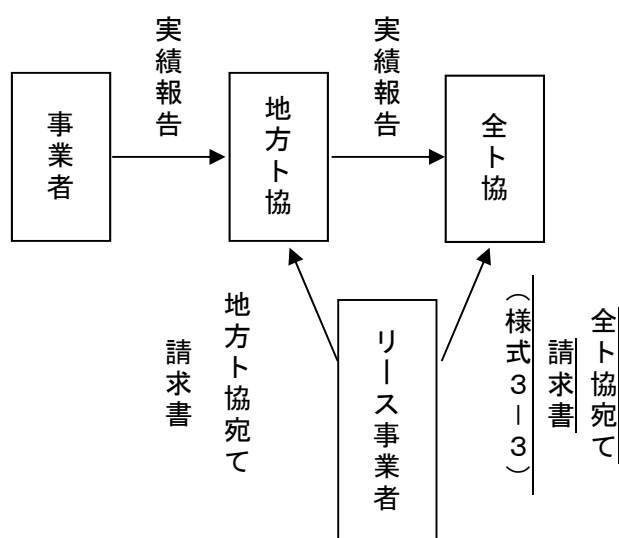 事業者
実績報告
地方ト協
実績報告
全ト協
地方ト協宛て
請求書
リース事業者
全ト協宛て
請求書
（様式３－３）